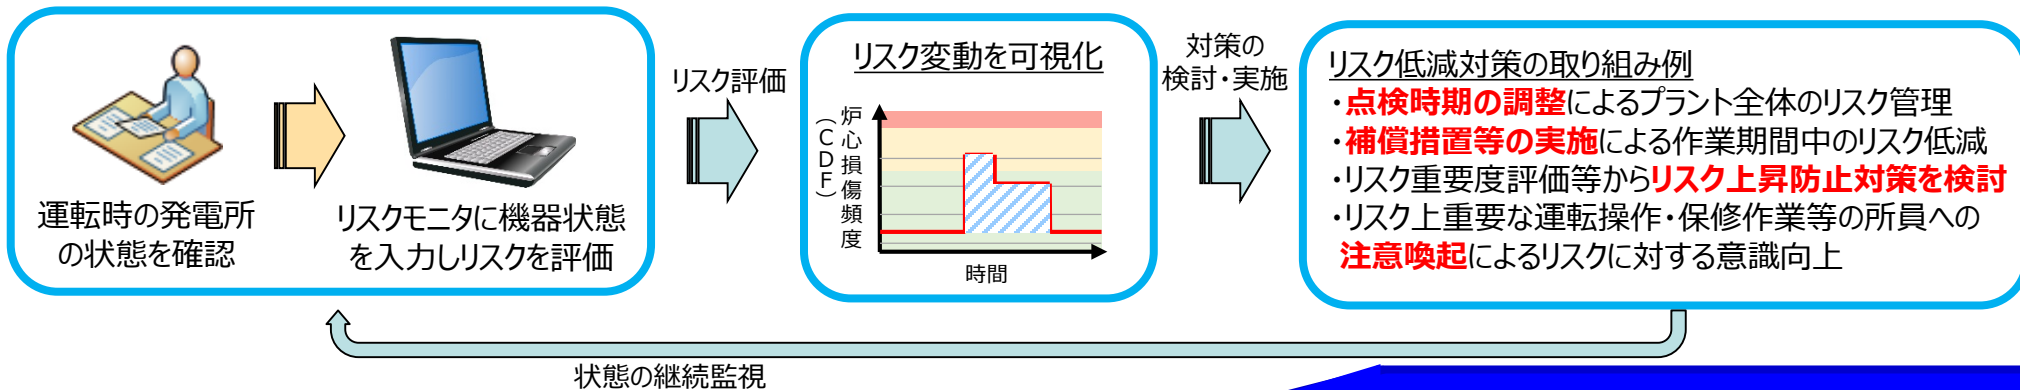 運転時の発電所
の状態を確認
リスクモニタに機器状態
を入力しリスクを評価
リスク評価
リスク変動を可視化
炉心損傷頻度
（CDF）
時間
対策の
検討・実施
リスク低減対策の取り組み例
・点検時期の調整によるプラント全体のリスク管理
・補償措置等の実施による作業期間中のリスク低減
・リスク重要度評価等からリスク上昇防止対策を検討
・リスク上重要な運転操作・保修作業等の所員への
注意喚起によるリスクに対する意識向上
状態の継続監視